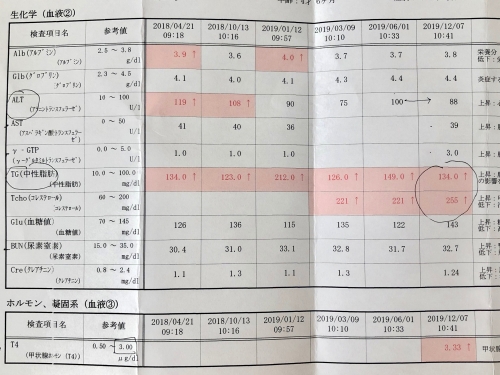 生化学（血液②）
検査項目名 参考値 2018/04/21 09:18 2018/10/13 10:16 2019/01/12 09:57 2019/03/09 10:10 2019/06/01 10:33 2019/12/07 10:41
Alb(アルブミン) (アルブミン) 2.5 ～ 3.8 g/dl 3.9 ↑ 3.6 4.0 ↑ 3.7 3.7 3.6 栄養分
Glb(グロブリン) (グロブリン) g/dl 4.1 4.0 4.1 4.3 4.4 4.4 炎症する
ALT (アラニントランスフェラーゼ) 10 ～ 100 U/l 119 ↑ 108 ↑ 90 75 100 → 88 上昇：
AST (アスパラギン酸トランスフェラーゼ) 0 ～ 50 U/l 41 40 36 39 上昇：
γ-GTP (γーグルタミルトランスフェラーゼ) 0.0 ～ 5.0 U/l 1.0 1.0 3.0 上昇：
TG(中性脂肪) (中性脂肪) 10.0 ～ 100.0 mg/dl 134.0 ↑ 123.0 ↑ 212.0 ↑ 126.0 ↑ 149.0 ↑ 134.0 ↑ 上昇： の影響
Tcho(コレステロール) (コレステロール) 60 ～ 200 mg/dl 221 ↑ 221 ↑ 255 ↑ 上昇： 低下：
Glu(血糖値) (血糖値) 70 ～ 145 mg/dl 126 136 115 135 122 143 上昇： 低下：
BUN(尿素窒素) (尿素窒素) 15.0 ～ 35.0 mg/dl 30.4 31.0 33.1 32.8 31.7 32.7 上昇： 低下：
Cre(クレアチニン) (クレアチニン) 0.8 ～ 2.4 mg/dl 1.1 1.3 1.1 1.3 1.24 上昇： 低下：
ホルモン、凝固系（血液③）
検査項目名 参考値 2018/04/21 09:18 2018/10/13 10:16 2019/01/12 09:57 2019/03/09 10:10 2019/06/01 10:33 2019/12/07 10:41
T4 (甲状腺ホルモン (T4)) 0.50 ～ 3.00 μg/dl 3.33 ↑ 甲状腺